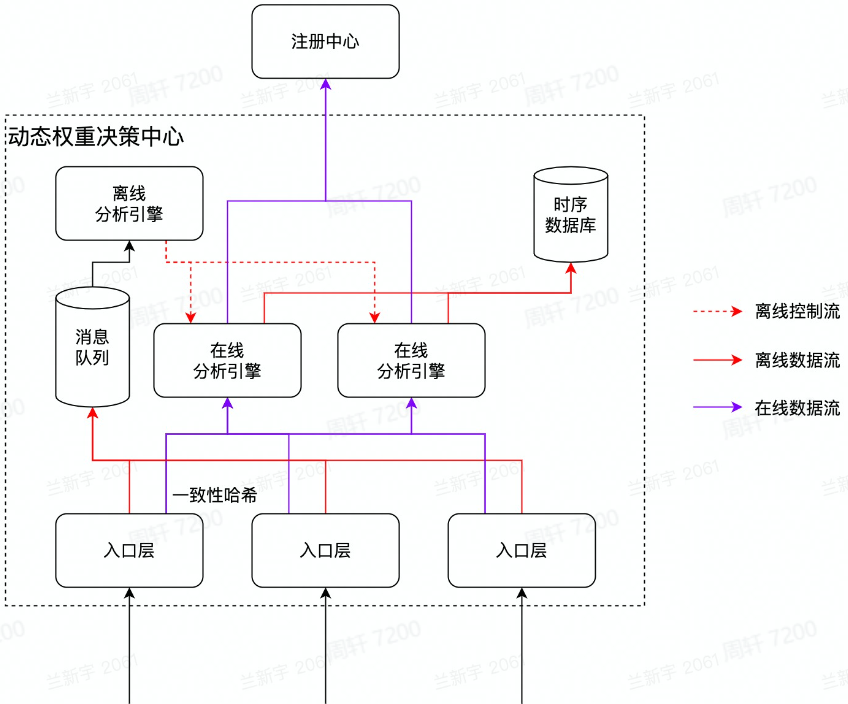 注册中心
动态权重决策中心
离线
分析引擎
时序
数据库
消息
队列
在线
分析引擎
在线
分析引擎
离线控制流
离线数据流
在线数据流
一致性哈希
入口层
入口层
入口层
兰新宇 2061
周轩 7200